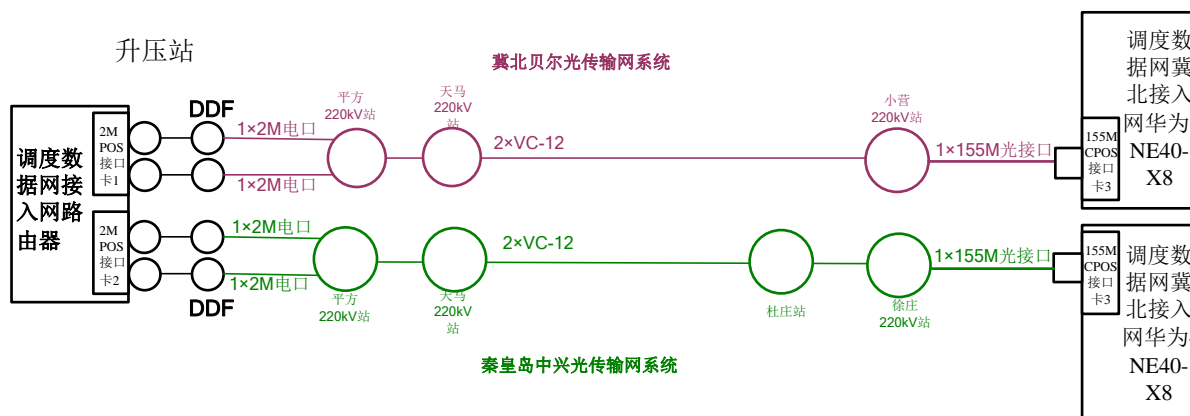 升压站
冀北贝尔光传输网系统
调度数
据网接
入网路
由器
2M
POS
接口
卡1
DDF
1×2M电口
1×2M电口
平方
220kV站
天马
220kV
站
2×VC-12
小营
220kV站
1×155M光接口
155M
CPOS
接口
卡3
调度数
据网冀
北接入
网华为
NE40-
X8
2M
POS
接口
卡2
1×2M电口
1×2M电口
DDF
平方
220kV站
天马
220kV
站
2×VC-12
杜庄站
徐庄
220kV站
1×155M光接口
155M
CPOS
接口
卡3
调度数
据网冀
北接入
网华为
NE40-
X8
秦皇岛中兴光传输网系统